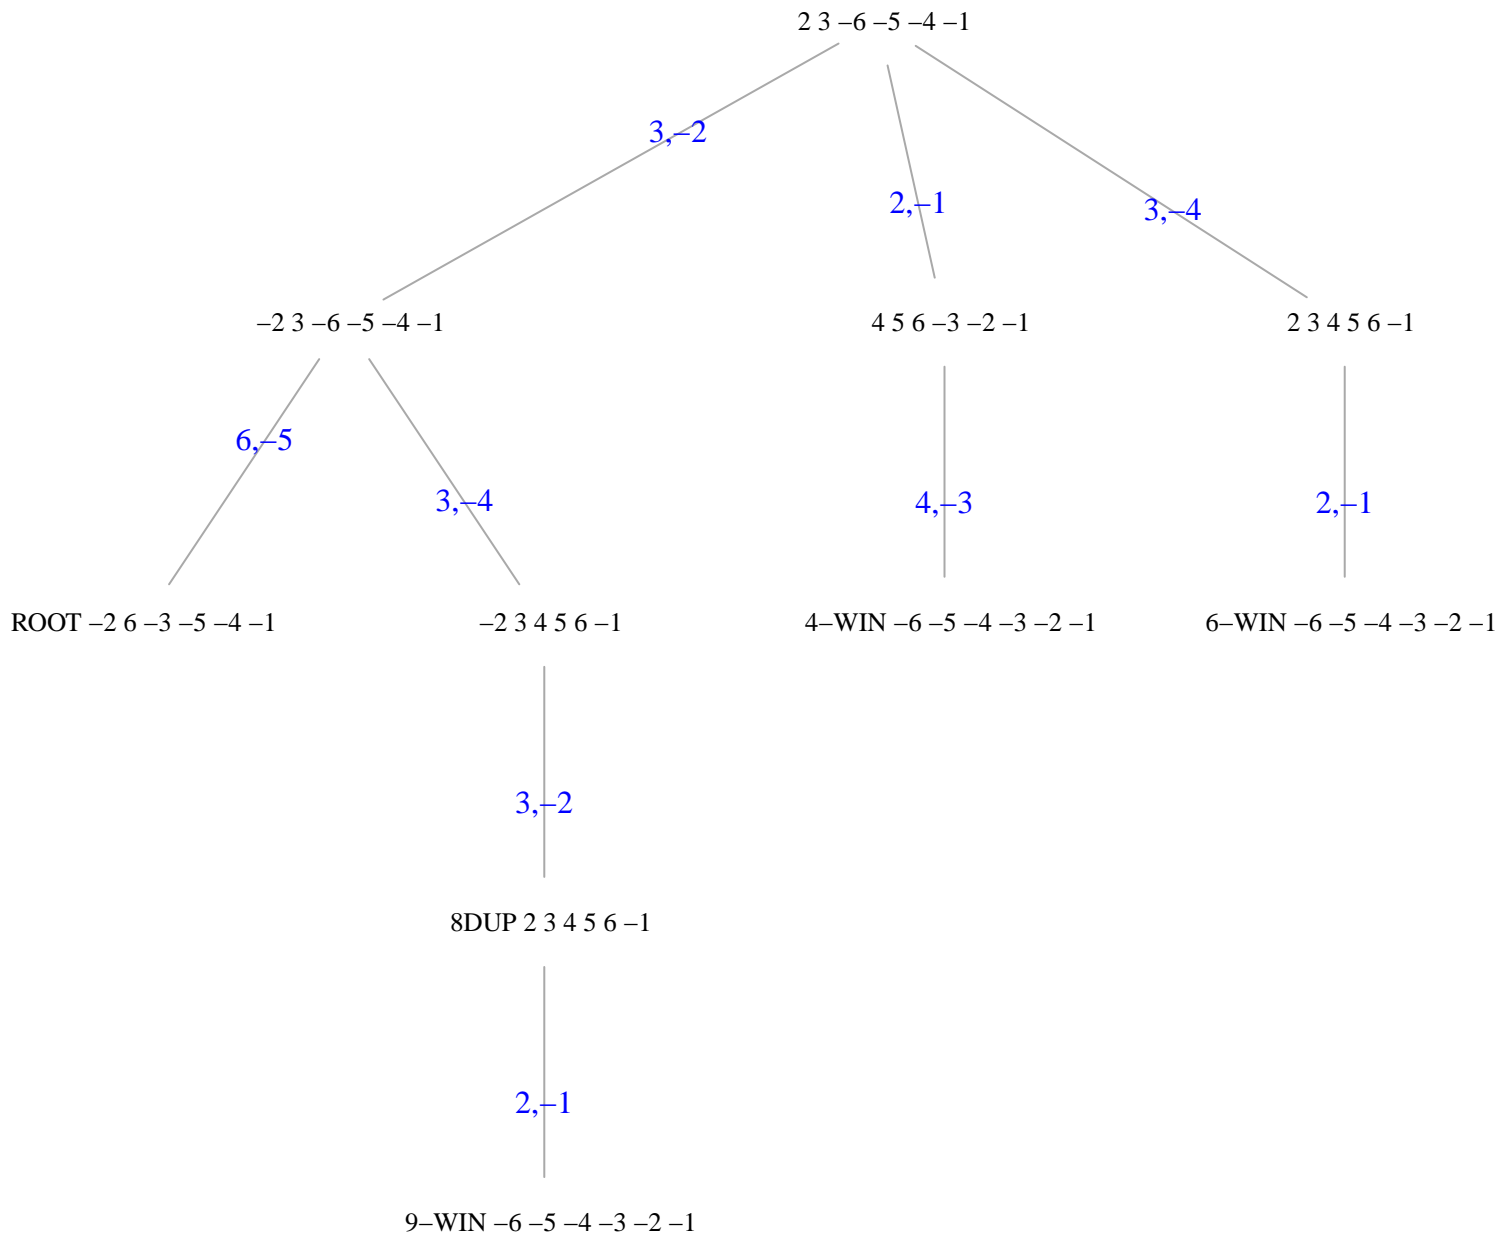 2 3 –6 –5 –4 –1
3,–2
2,–1
3,–4
–2 3 –6 –5 –4 –1
4 5 6 –3 –2 –1
2 3 4 5 6 –1
6,–5
3,–4
4,–3
2,–1
ROOT –2 6 –3 –5 –4 –1
–2 3 4 5 6 –1
4–WIN –6 –5 –4 –3 –2 –1
6–WIN –6 –5 –4 –3 –2 –1
3,–2
8DUP 2 3 4 5 6 –1
2,–1
9–WIN –6 –5 –4 –3 –2 –1